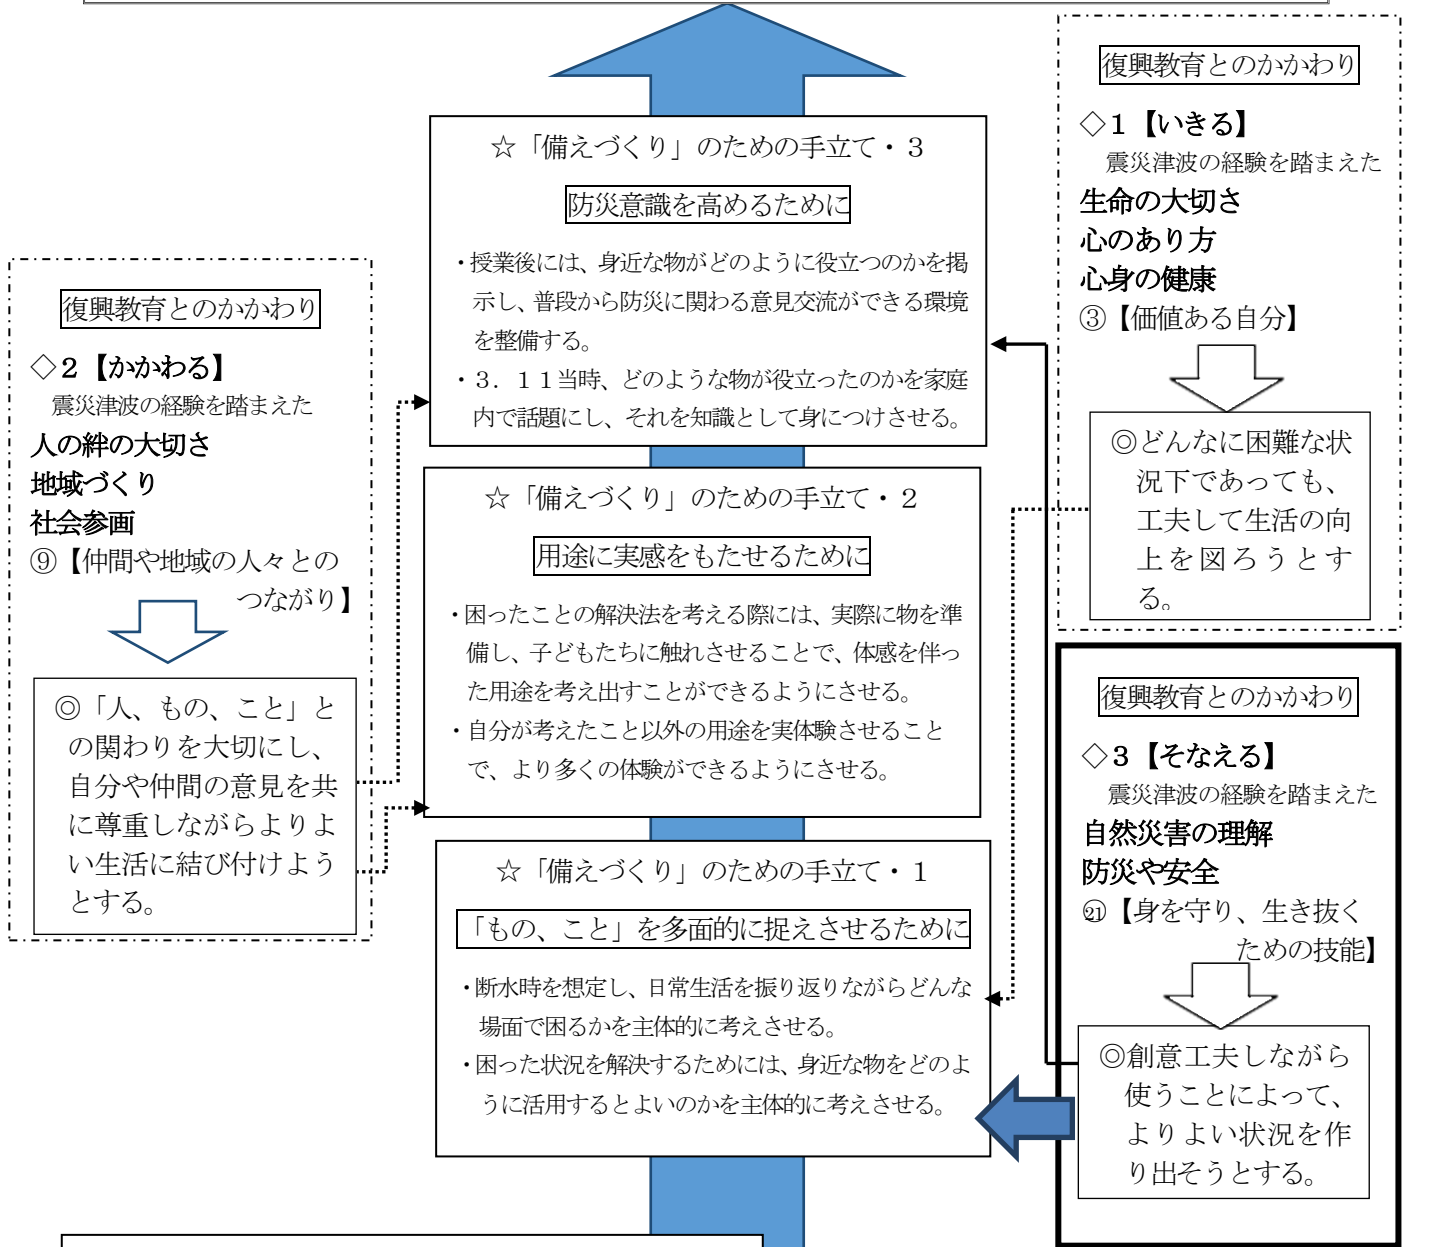 復興教育とのかかわり
◇1【いきる】
震災津波の経験を踏まえた
生命の大切さ
心のあり方
心身の健康
③【価値ある自分】
◎どんなに困難な状
況下であっても、
工夫して生活の向
上を図ろうとす
る。
☆「備えづくり」のための手立て・3
防災意識を高めるために
・授業後には、身近な物がどのように役立つのかを掲
示し、普段から防災に関わる意見交流ができる環境
を整備する。
・3.11当時、どのような物が役立ったのかを家庭
内で話題にし、それを知識として身につけさせる。
復興教育とのかかわり
◇2【かかわる】
震災津波の経験を踏まえた
人の絆の大切さ
地域づくり
社会参画
⑨【仲間や地域の人々との
つながり】
◎「人、もの、こと」と
の関わりを大切にし、
自分や仲間の意見を共
に尊重しながらよりよ
い生活に結び付けよう
とする。
☆「備えづくり」のための手立て・2
用途に実感をもたせるために
・困ったことの解決法を考える際には、実際に物を準
備し、子どもたちに触れさせることで、体感を伴っ
た用途を考え出すことができるようにさせる。
・自分が考えたこと以外の用途を実体験させること
で、より多くの体験ができるようにさせる。
復興教育とのかかわり
◇3【そなえる】
震災津波の経験を踏まえた
自然災害の理解
防災や安全
㉑【身を守り、生き抜く
ための技能】
◎創意工夫しながら
使うことによって、
よりよい状況を作
り出そうとする。
☆「備えづくり」のための手立て・1
「もの、こと」を多面的に捉えさせるために
・断水時を想定し、日常生活を振り返りながらどんな
場面で困るかを主体的に考えさせる。
・困った状況を解決するためには、身近な物をどのよ
うに活用するとよいのかを主体的に考えさせる。